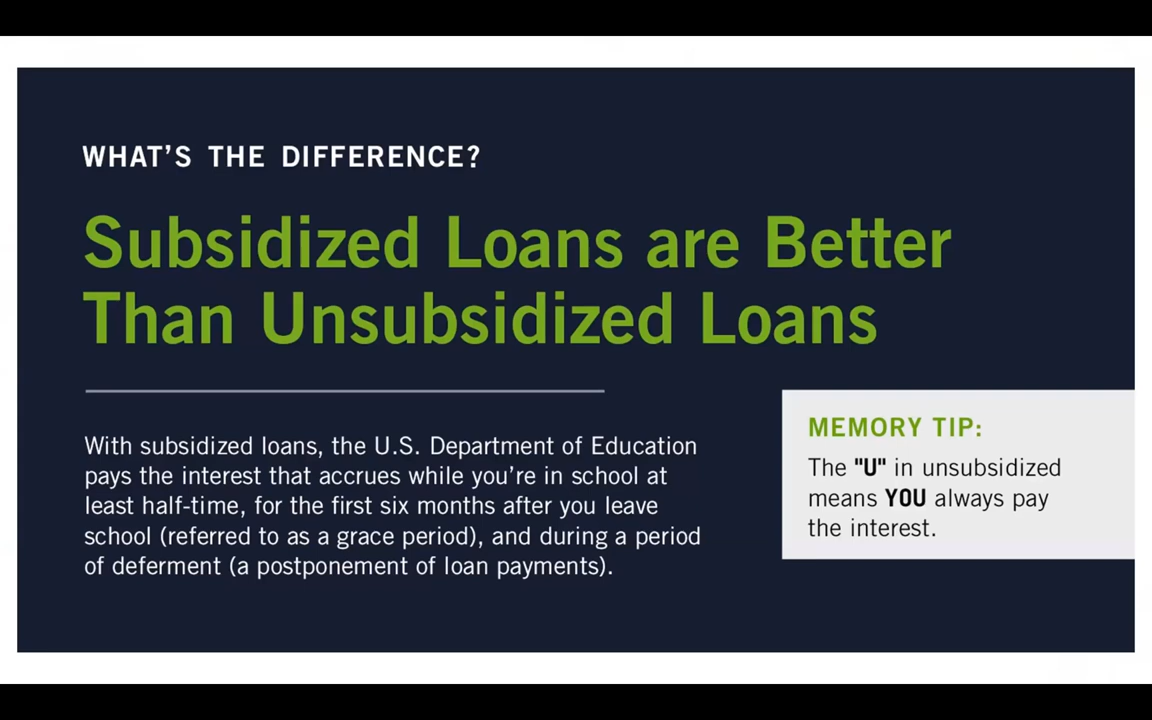 WHAT’S THE DIFFERENCE?
Subsidized Loans are Better
Than Unsubsidized Loans
With subsidized loans, the U.S. Department of Education
pays the interest that accrues while you’re in school at
least half-time, for the first six months after you leave
school (referred to as a grace period), and during a period
of deferment (a postponement of loan payments).
MEMORY TIP:
The "U" in unsubsidized
means YOU always pay
the interest.